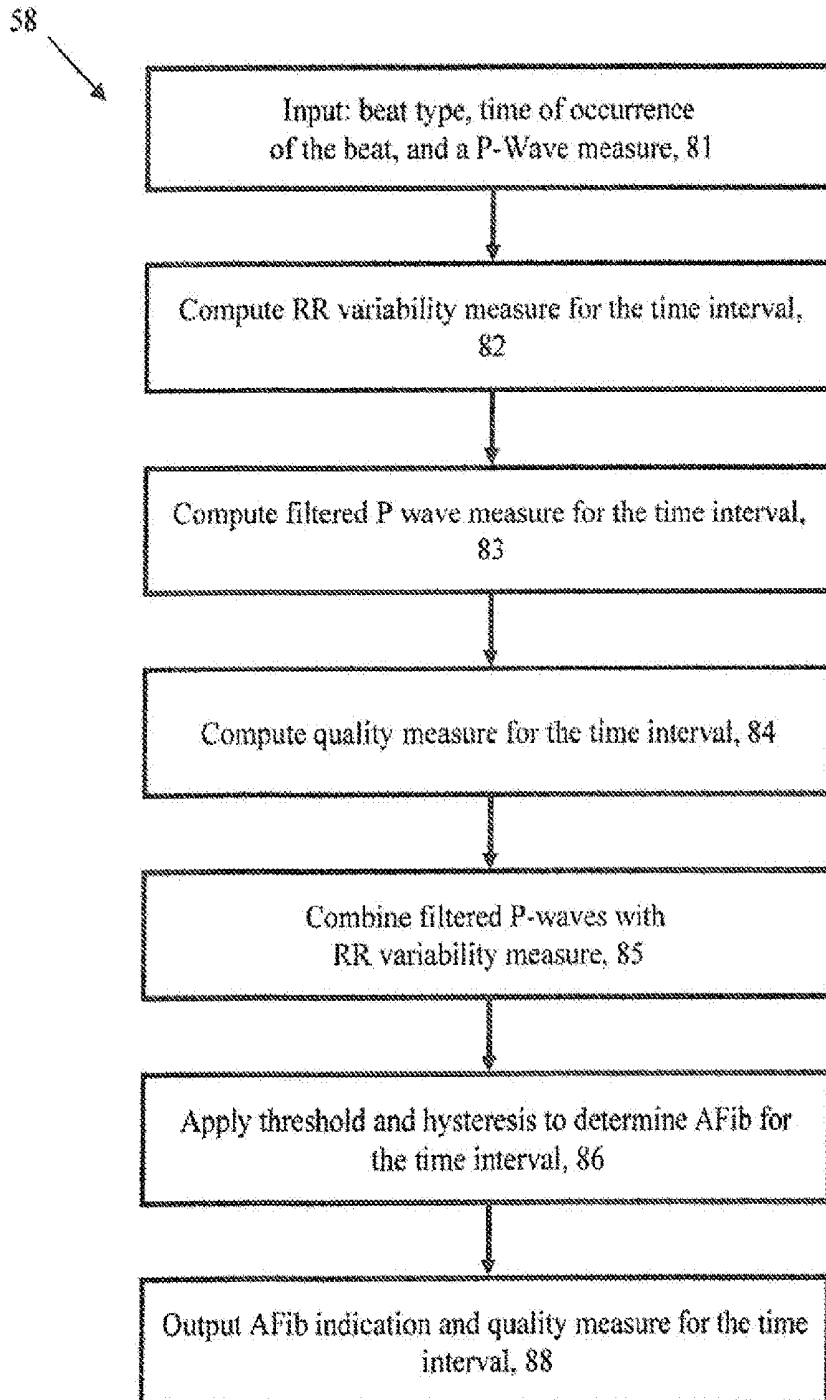 58
Input: beat type, time of occurrence
of the beat, and a P-Wave measure, 81
Compute RR variability measure for the time interval,
82
Compute filtered P wave measure for the time interval,
83
Compute quality measure for the time interval, 84
Combine filtered P-waves with
RR variability measure, 85
Apply threshold and hysteresis to determine AFib for
the time interval, 86
Output AFib indication and quality measure for the time
interval, 88